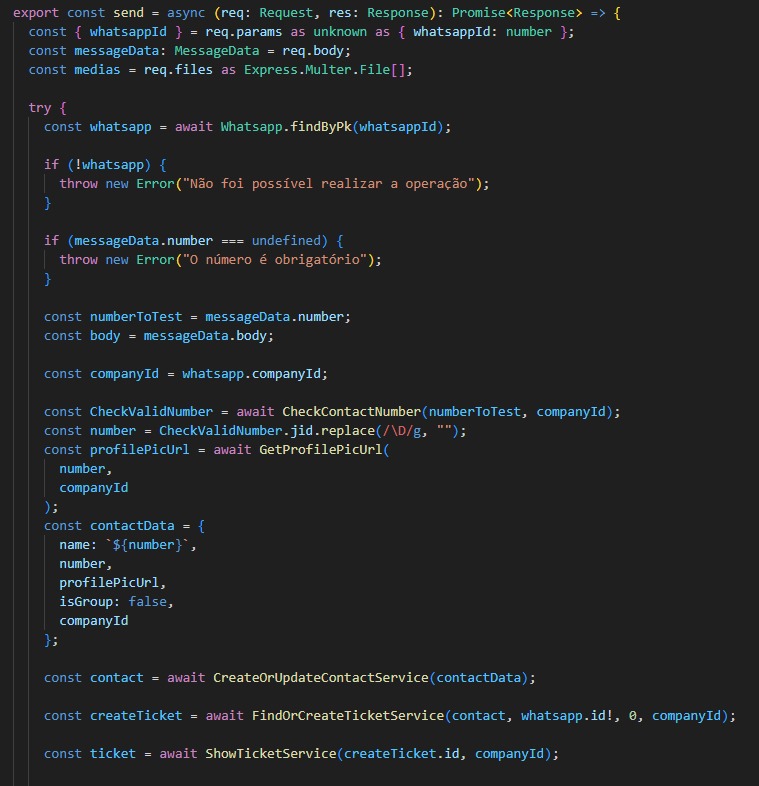 export const send = async (req: Request, res: Response): Promise<Response> => {
  const { whatsappId } = req.params as unknown as { whatsappId: number };
  const messageData: MessageData = req.body;
  const medias = req.files as Express.Multer.File[];

  try {
    const whatsapp = await Whatsapp.findByPk(whatsappId);

    if (!whatsapp) {
      throw new Error("Não foi possível realizar a operação");
    }

    if (messageData.number === undefined) {
      throw new Error("O número é obrigatório");
    }

    const numberToTest = messageData.number;
    const body = messageData.body;

    const companyId = whatsapp.companyId;

    const CheckValidNumber = await CheckContactNumber(numberToTest, companyId);
    const number = CheckValidNumber.jid.replace(/\D/g, "");
    const profilePicUrl = await GetProfilePicUrl(
      number,
      companyId
    );
    const contactData = {
      name: `${number}`,
      number,
      profilePicUrl,
      isGroup: false,
      companyId
    };

    const contact = await CreateOrUpdateContactService(contactData);

    const createTicket = await FindOrCreateTicketService(contact, whatsapp.id!, 0, companyId);

    const ticket = await ShowTicketService(createTicket.id, companyId);